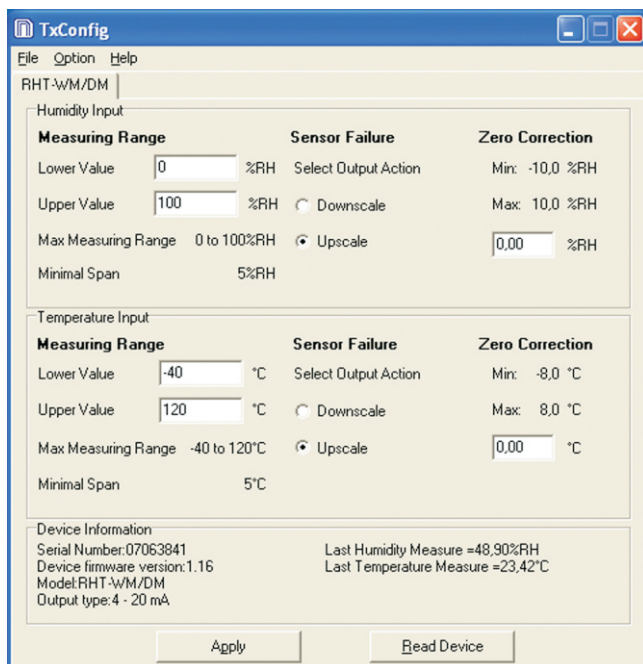 TxConfig
File Option Help
RHT-WM/DM
Humidity Input
Measuring Range Sensor Failure Zero Correction
Lower Value 0 %RH Select Output Action Min: -10,0 %RH
Upper Value 100 %RH Downscale Max: 10,0 %RH
Max Measuring Range 0 to 100%RH Upscale 0,00 %RH
Minimal Span 5%RH
Temperature Input
Measuring Range Sensor Failure Zero Correction
Lower Value -40 °C Select Output Action Min: -8,0 °C
Upper Value 120 °C Downscale Max: 8,0 °C
Max Measuring Range -40 to 120°C Upscale 0,00 °C
Minimal Span 5°C
Device Information
Serial Number:07063841 Last Humidity Measure =48,90%RH
Device firmware version:1.16 Last Temperature Measure =23,42°C
Model:RHT-WM/DM
Output type:4 - 20 mA
Apply Read Device